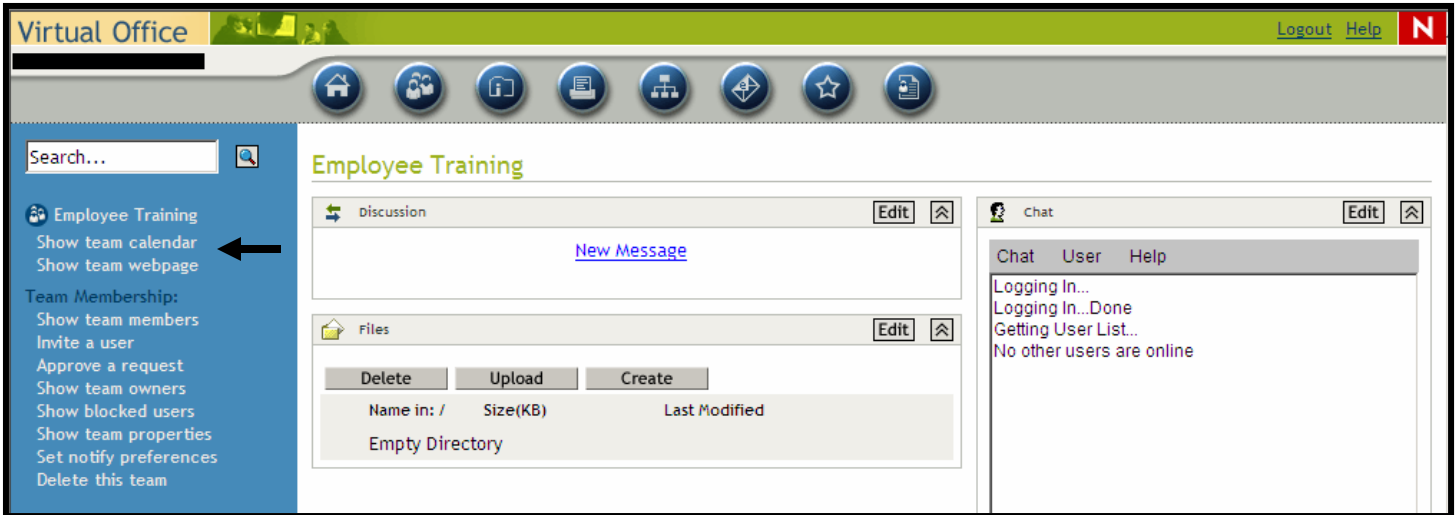 Virtual Office
Logout Help N
Search...
Employee Training
Show team calendar
Show team webpage
Team Membership:
Show team members
Invite a user
Approve a request
Show team owners
Show blocked users
Show team properties
Set notify preferences
Delete this team
Employee Training
Discussion Edit
New Message
Files Edit
Delete Upload Create
Name in: / Size(KB) Last Modified
Empty Directory
Chat Edit
Chat User Help
Logging In...
Logging In...Done
Getting User List...
No other users are online